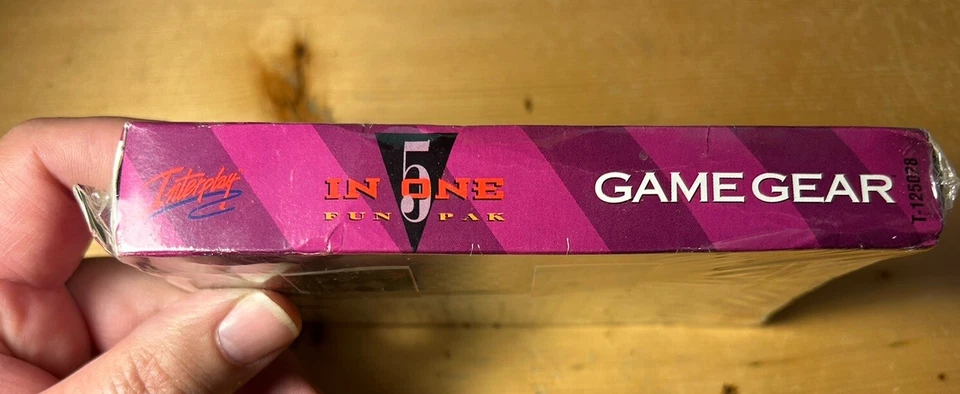 Interplay
5
IN ONE
FUN PAK
GAME GEAR
T-125028